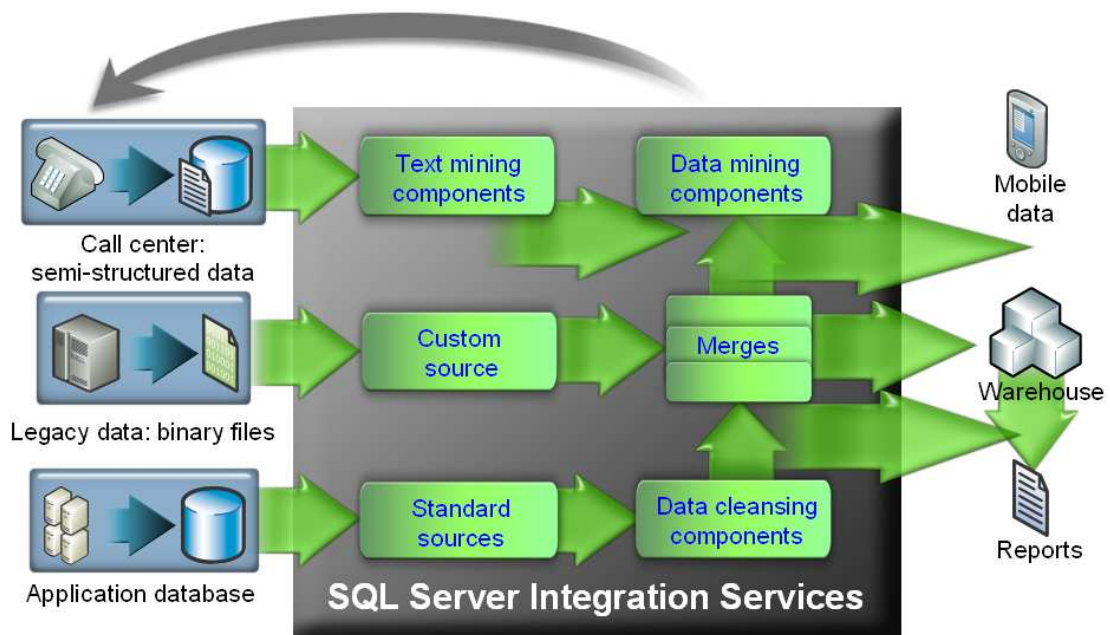 Text mining
components
Data mining
components
Mobile
data
Call center:
semi-structured data
Custom
source
Merges
Warehouse
Legacy data: binary files
Standard
sources
Data cleansing
components
Reports
Application database
SQL Server Integration Services